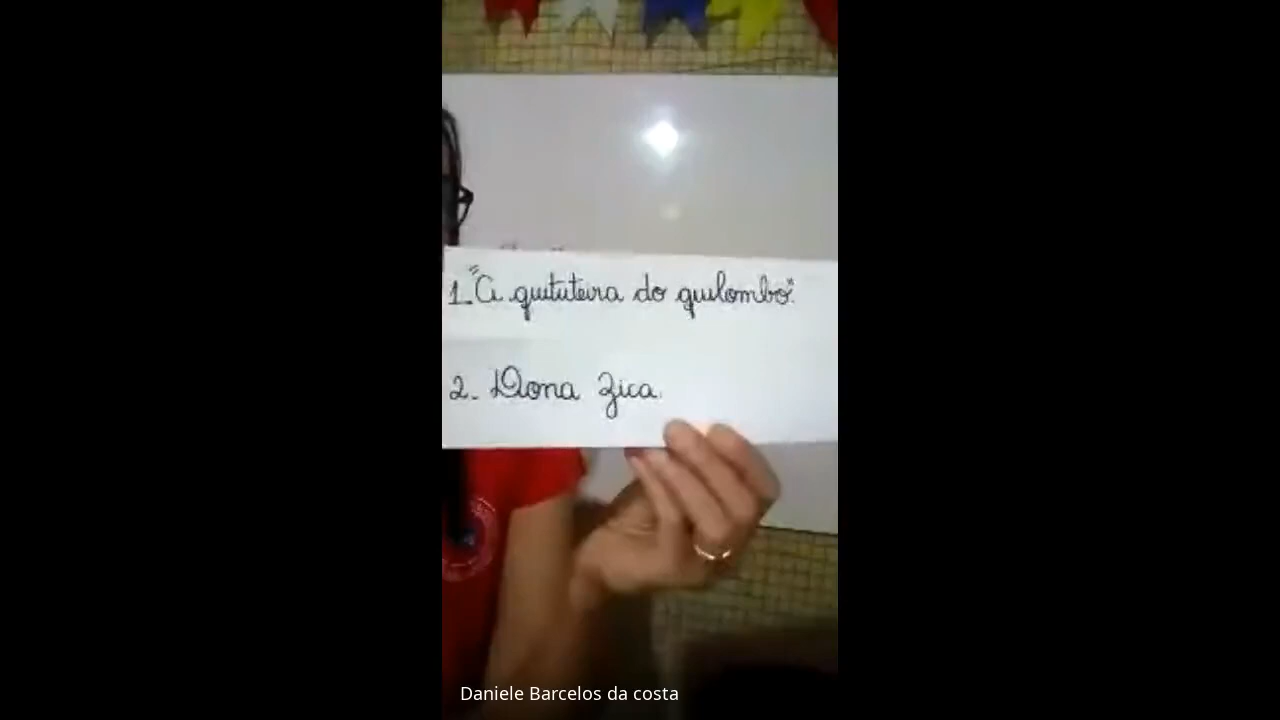 1. "A quituteira do quilombo".
2. Dona Zica.
Daniele Barcelos da costa